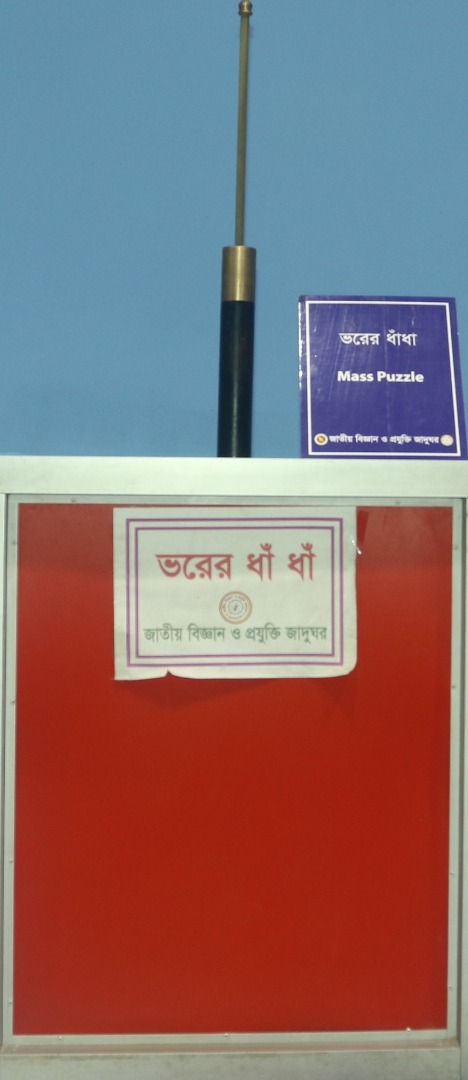 ভরের ধাঁধা
Mass Puzzle
জাতীয় বিজ্ঞান ও প্রযুক্তি জাদুঘর
ভরের ধাঁ ধাঁ
জাতীয় বিজ্ঞান ও প্রযুক্তি জাদুঘর